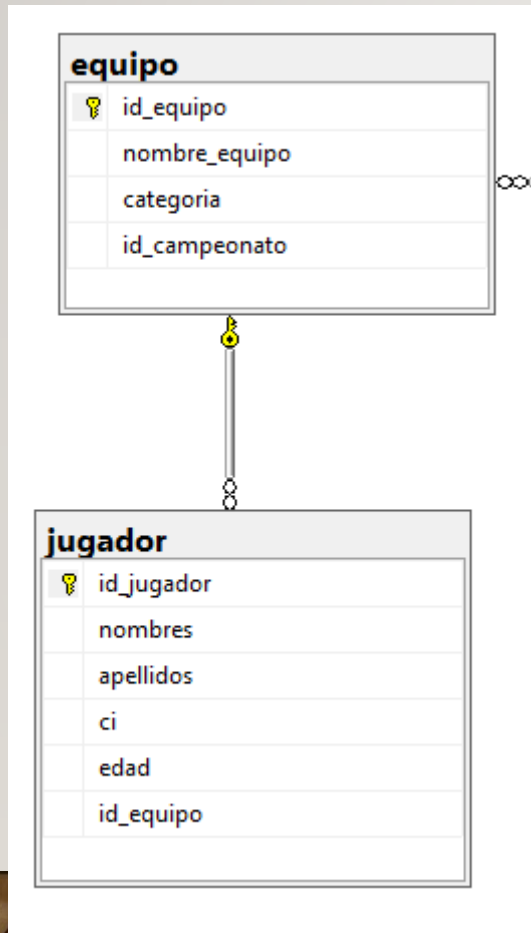 equipo
id_equipo
nombre_equipo
categoria
id_campeonato
jugador
id_jugador
nombres
apellidos
ci
edad
id_equipo